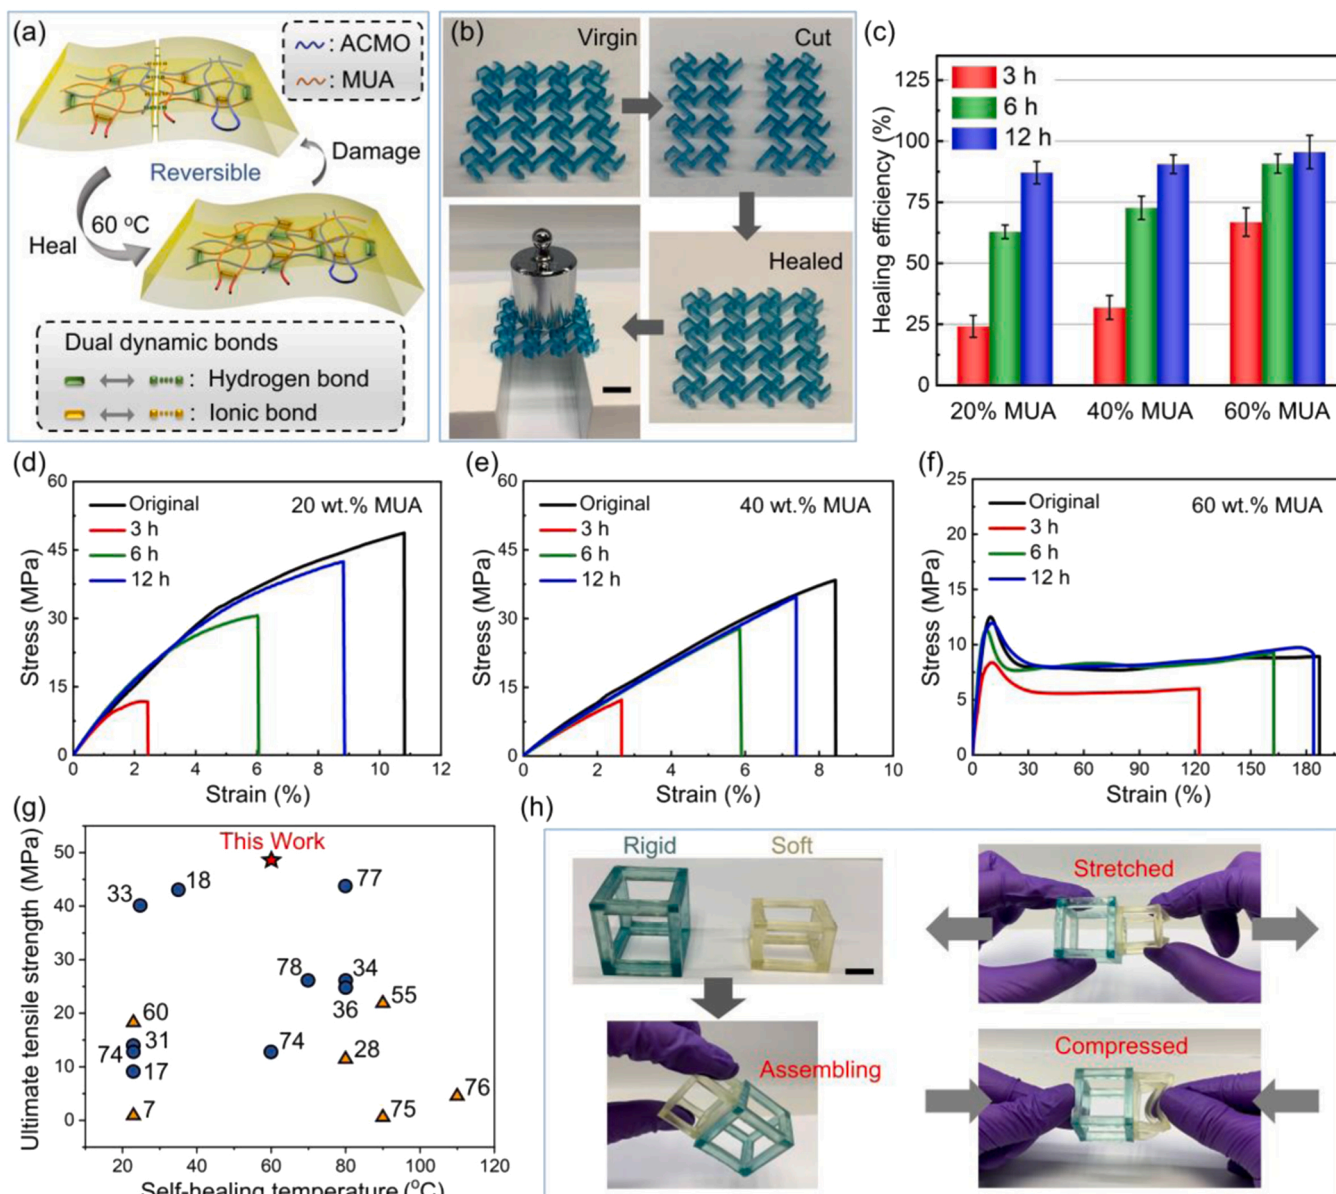 (a)
~: ACMO
~: MUA
Damage
Reversible
60 °C
Heal
Dual dynamic bonds
: Hydrogen bond
: Ionic bond
(b)
Virgin
Cut
Healed
(c)
Healing efficiency (%)
125
100
75
50
25
0
3 h
6 h
12 h
20% MUA 40% MUA 60% MUA
(d)
Stress (MPa)
60
45
30
15
0
Original
3 h
6 h
12 h
20 wt.% MUA
0 2 4 6 8 10 12
Strain (%)
(e)
Stress (MPa)
60
45
30
15
0
Original
3 h
6 h
12 h
40 wt.% MUA
0 2 4 6 8 10
Strain (%)
(f)
Stress (MPa)
25
20
15
10
5
0
Original
3 h
6 h
12 h
60 wt.% MUA
0 30 60 90 120 150 180
Strain (%)
(g)
Ultimate tensile strength (MPa)
50
40
30
20
10
0
This Work
33
18
77
78
34
36
55
60
31
74
17
74
28
7
75
76
20 40 60 80 100 120
Self-healing temperature (°C)
(h)
Rigid
Soft
Assembling
Stretched
Compressed